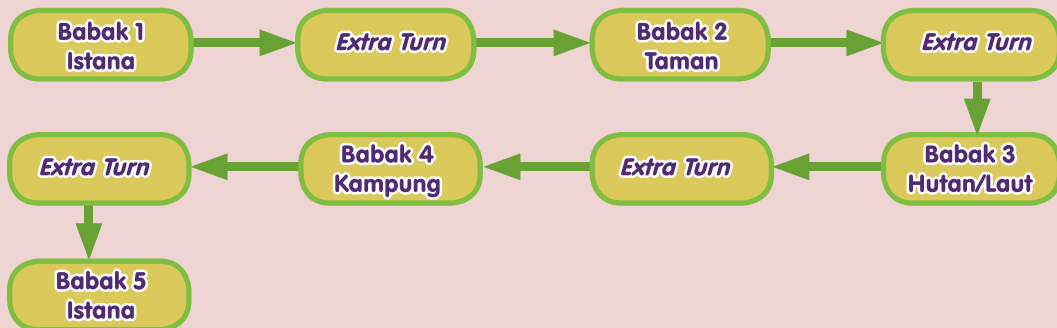 Babak 1
Istana
Extra Turn
Babak 2
Taman
Extra Turn
Babak 3
Hutan/Laut
Extra Turn
Babak 4
Kampung
Extra Turn
Babak 5
Istana